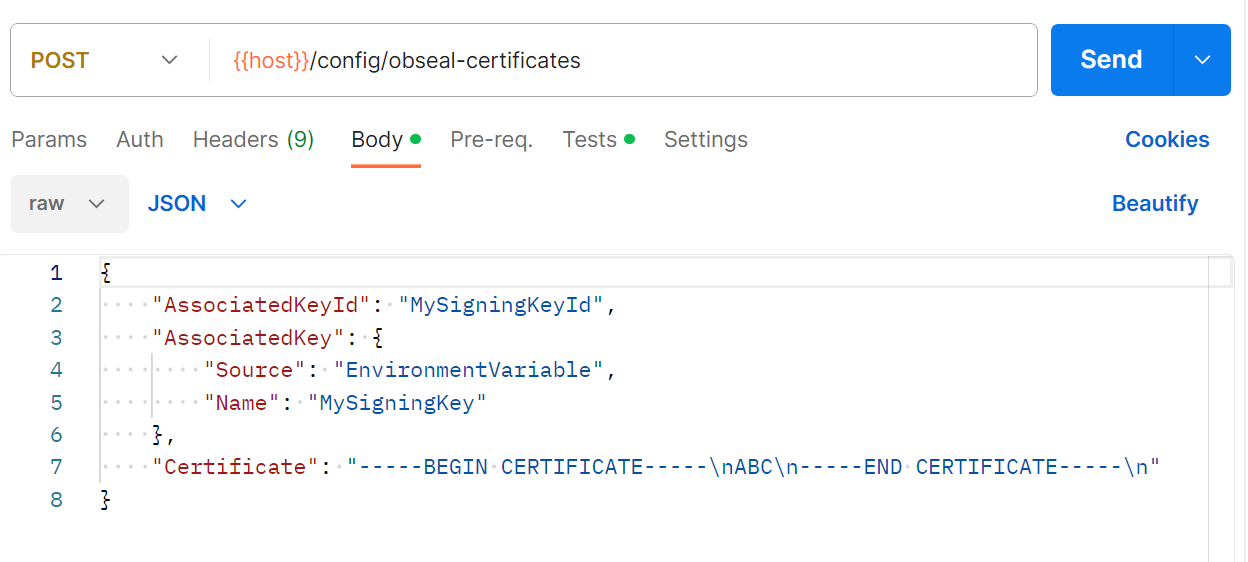 POST {{host}}/config/obseal-certificates Send
Params Auth Headers (9) Body Pre-req. Tests Settings Cookies
raw JSON Beautify
1 {
2 "AssociatedKeyId": "MySigningKeyId",
3 "AssociatedKey": {
4 "Source": "EnvironmentVariable",
5 "Name": "MySigningKey"
6 },
7 "Certificate": "-----BEGIN CERTIFICATE-----\nABC\n-----END CERTIFICATE-----\n"
8 }